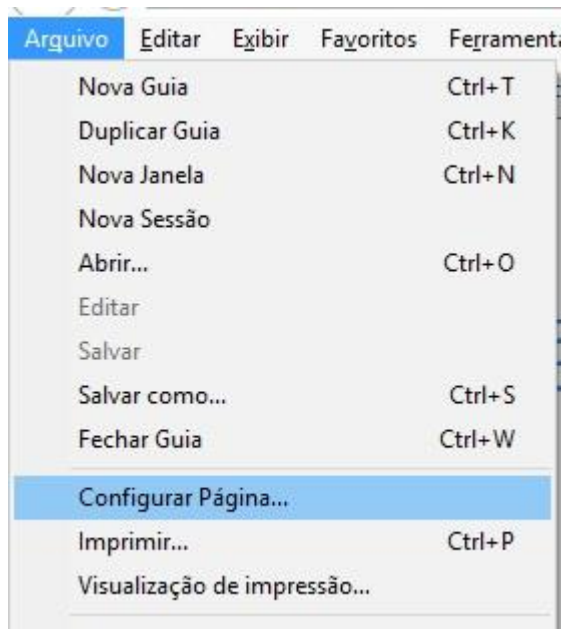 Arquivo Editar Exibir Favoritos Ferramenta
Nova Guia Ctrl+T
Duplicar Guia Ctrl+K
Nova Janela Ctrl+N
Nova Sessão
Abrir... Ctrl+O
Editar
Salvar
Salvar como... Ctrl+S
Fechar Guia Ctrl+W
Configurar Página...
Imprimir... Ctrl+P
Visualização de impressão...